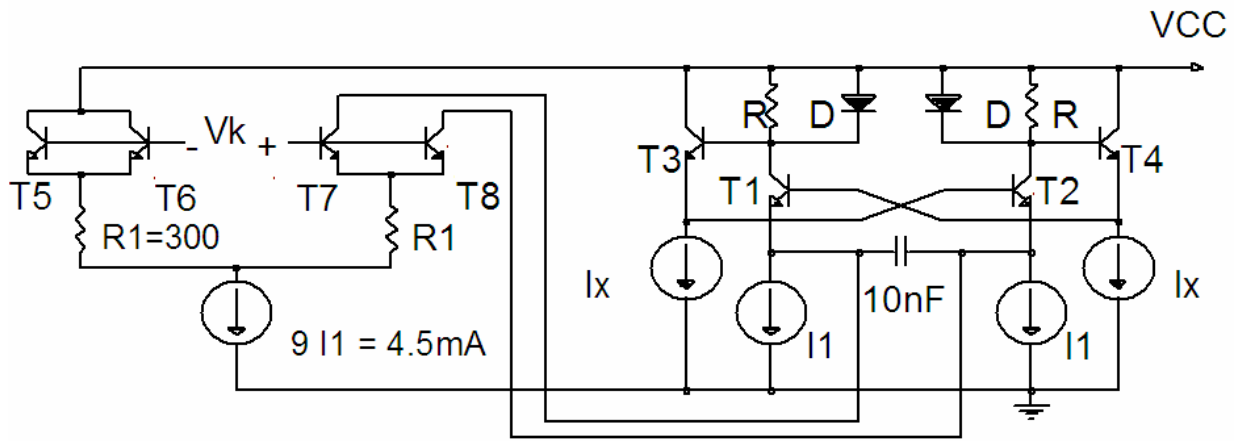 VCC
R D D R
- Vk +
T3 T4
T5 T6 T7 T8 T1 T2
R1=300 R1
Ix 10nF Ix
9 I1 = 4.5mA I1 I1